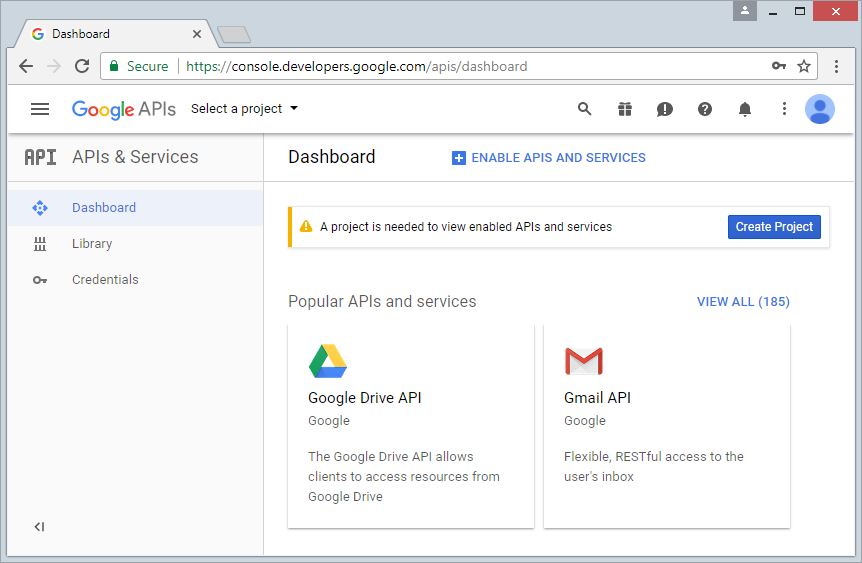 Dashboard
Secure
https://console.developers.google.com/apis/dashboard
Google APIs
Select a project
API APIs & Services
Dashboard
ENABLE APIS AND SERVICES
Dashboard
Library
Credentials
A project is needed to view enabled APIs and services
Create Project
Popular APIs and services
VIEW ALL (185)
Google Drive API
Google
The Google Drive API allows
clients to access resources from
Google Drive
Gmail API
Google
Flexible, RESTful access to the
user's inbox